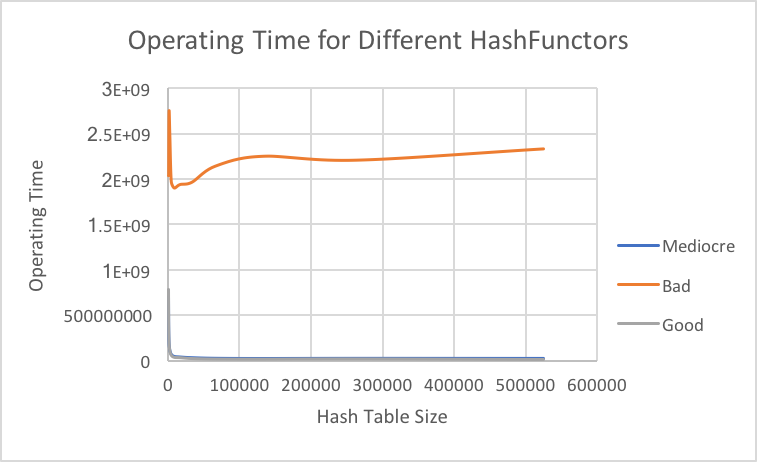 Operating Time for Different HashFunctors
3E+09
2.5E+09
2E+09
1.5E+09
1E+09
500000000
0
Operating Time
0 100000 200000 300000 400000 500000 600000
Hash Table Size
Mediocre
Bad
Good